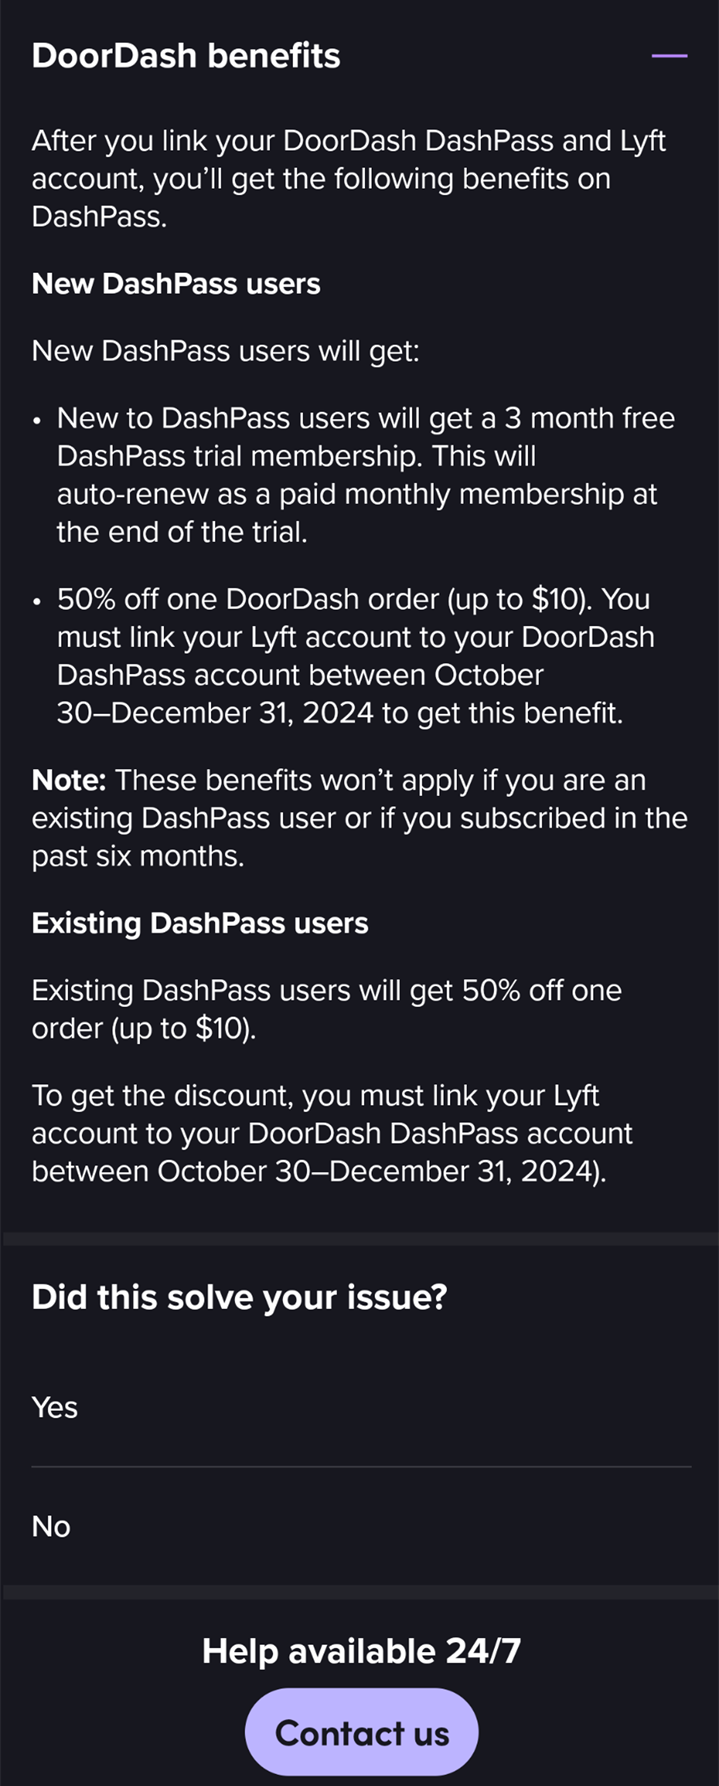 DoorDash benefits
After you link your DoorDash DashPass and Lyft
account, you’ll get the following benefits on
DashPass.
New DashPass users
New DashPass users will get:
• New to DashPass users will get a 3 month free
DashPass trial membership. This will
auto-renew as a paid monthly membership at
the end of the trial.
• 50% off one DoorDash order (up to $10). You
must link your Lyft account to your DoorDash
DashPass account between October
30–December 31, 2024 to get this benefit.
Note: These benefits won’t apply if you are an
existing DashPass user or if you subscribed in the
past six months.
Existing DashPass users
Existing DashPass users will get 50% off one
order (up to $10).
To get the discount, you must link your Lyft
account to your DoorDash DashPass account
between October 30–December 31, 2024).
Did this solve your issue?
Yes
No
Help available 24/7
Contact us